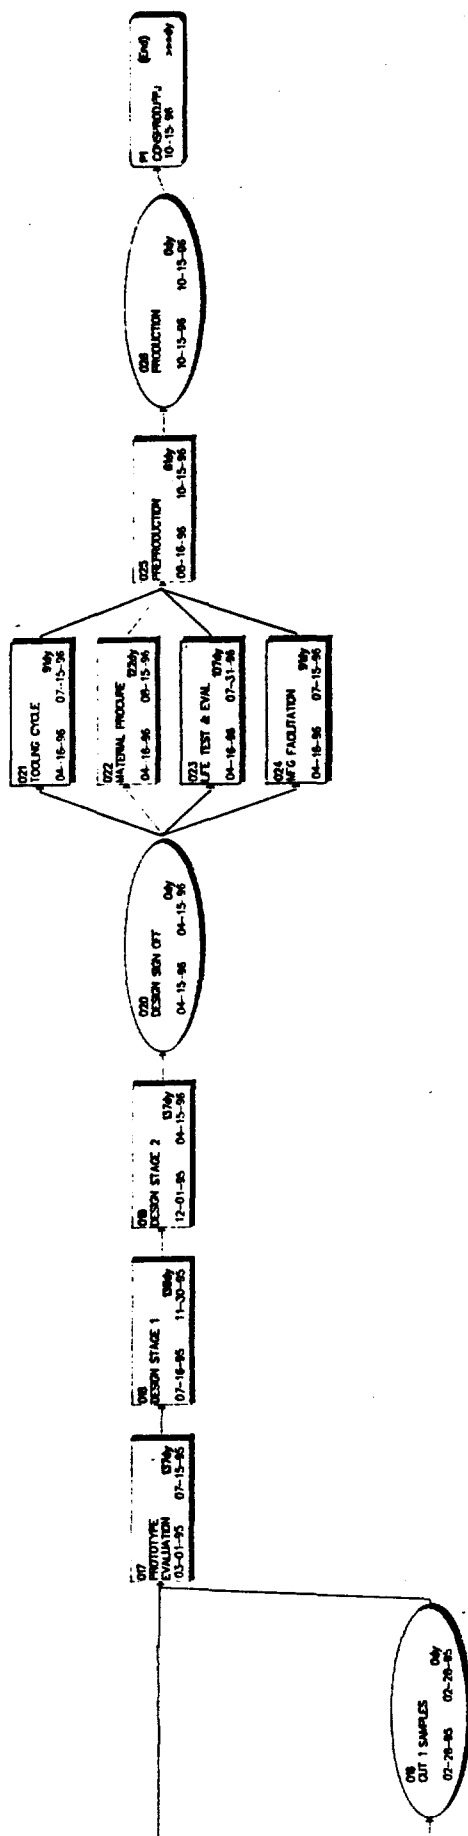 016
CUT 1 SAMPLES
0dy
02-28-95 02-28-95
017
PROTOTYPE
EVALUATION 137dy
03-01-95 07-15-95
018
DESIGN STAGE 1
138dy
07-16-95 11-30-95
019
DESIGN STAGE 2
137dy
12-01-95 04-15-96
020
DESIGN SIGN OFF
0dy
04-15-96 04-15-96
021
TOOLING CYCLE
91dy
04-16-96 07-15-96
022
MATERIAL PROCURE
122dy
04-16-96 08-15-96
023
LIFE TEST & EVAL
107dy
04-16-96 07-31-96
024
MFG FACILITATION
91dy
04-16-96 07-15-96
025
PREPRODUCTION
61dy
08-16-96 10-15-96
026
PRODUCTION
0dy
10-15-96 10-15-96
P1 (End)
CONSPROD.PPJ
10-15-96